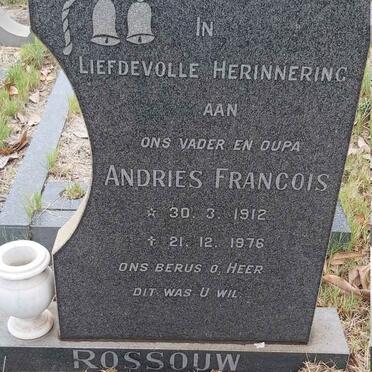 IN
LIEFDEVOLLE HERINNERING
AAN
ONS VADER EN OUPA
ANDRIES FRANCOIS
☆ 30. 3. 1912
✝ 21. 12. 1976
ONS BERUS O, HEER
DIT WAS U WIL.
ROSSOUW